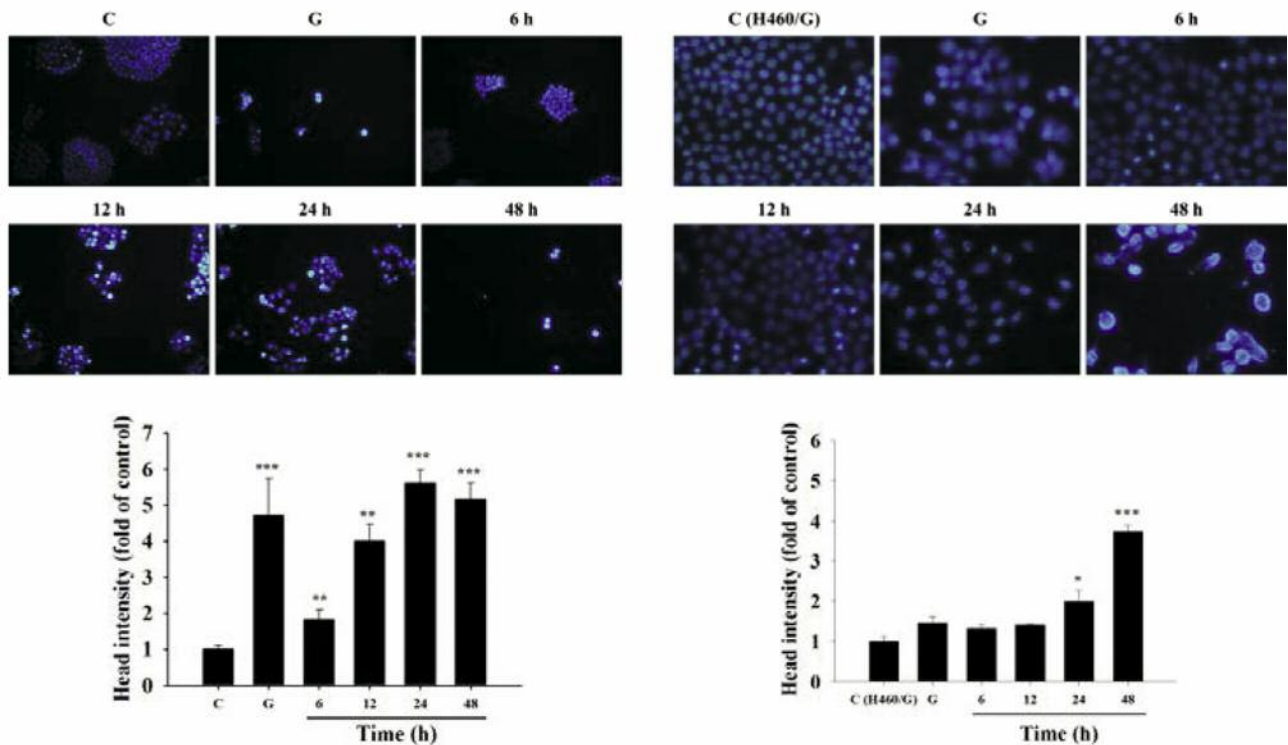 C G 6 h
12 h 24 h 48 h
Head intensity (fold of control)
7
6
5
4
3
2
1
0
***
**
**
***
***
C G 6 12 24 48
Time (h)
C (H460/G) G 6 h
12 h 24 h 48 h
Head intensity (fold of control)
6
5
4
3
2
1
0
*
***
C (H460/G) G 6 12 24 48
Time (h)